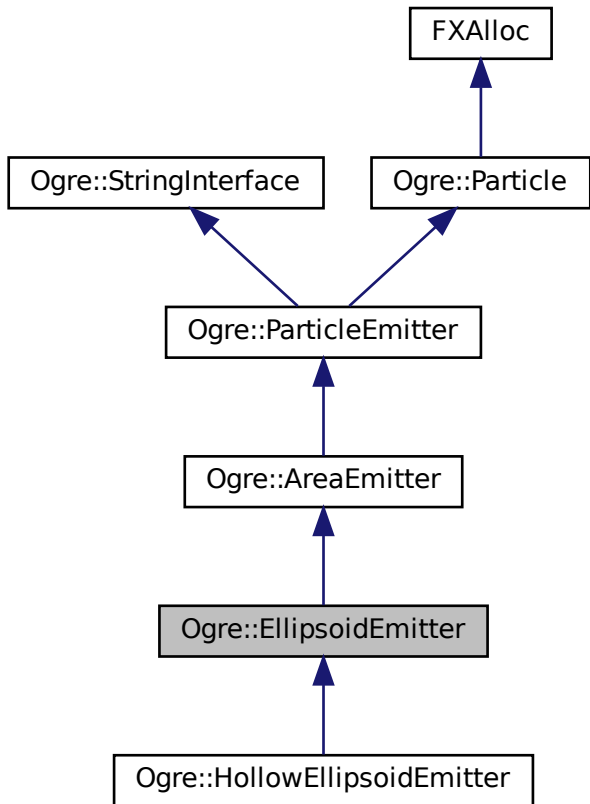 FXAlloc
Ogre::StringInterface
Ogre::Particle
Ogre::ParticleEmitter
Ogre::AreaEmitter
Ogre::EllipsoidEmitter
Ogre::HollowEllipsoidEmitter